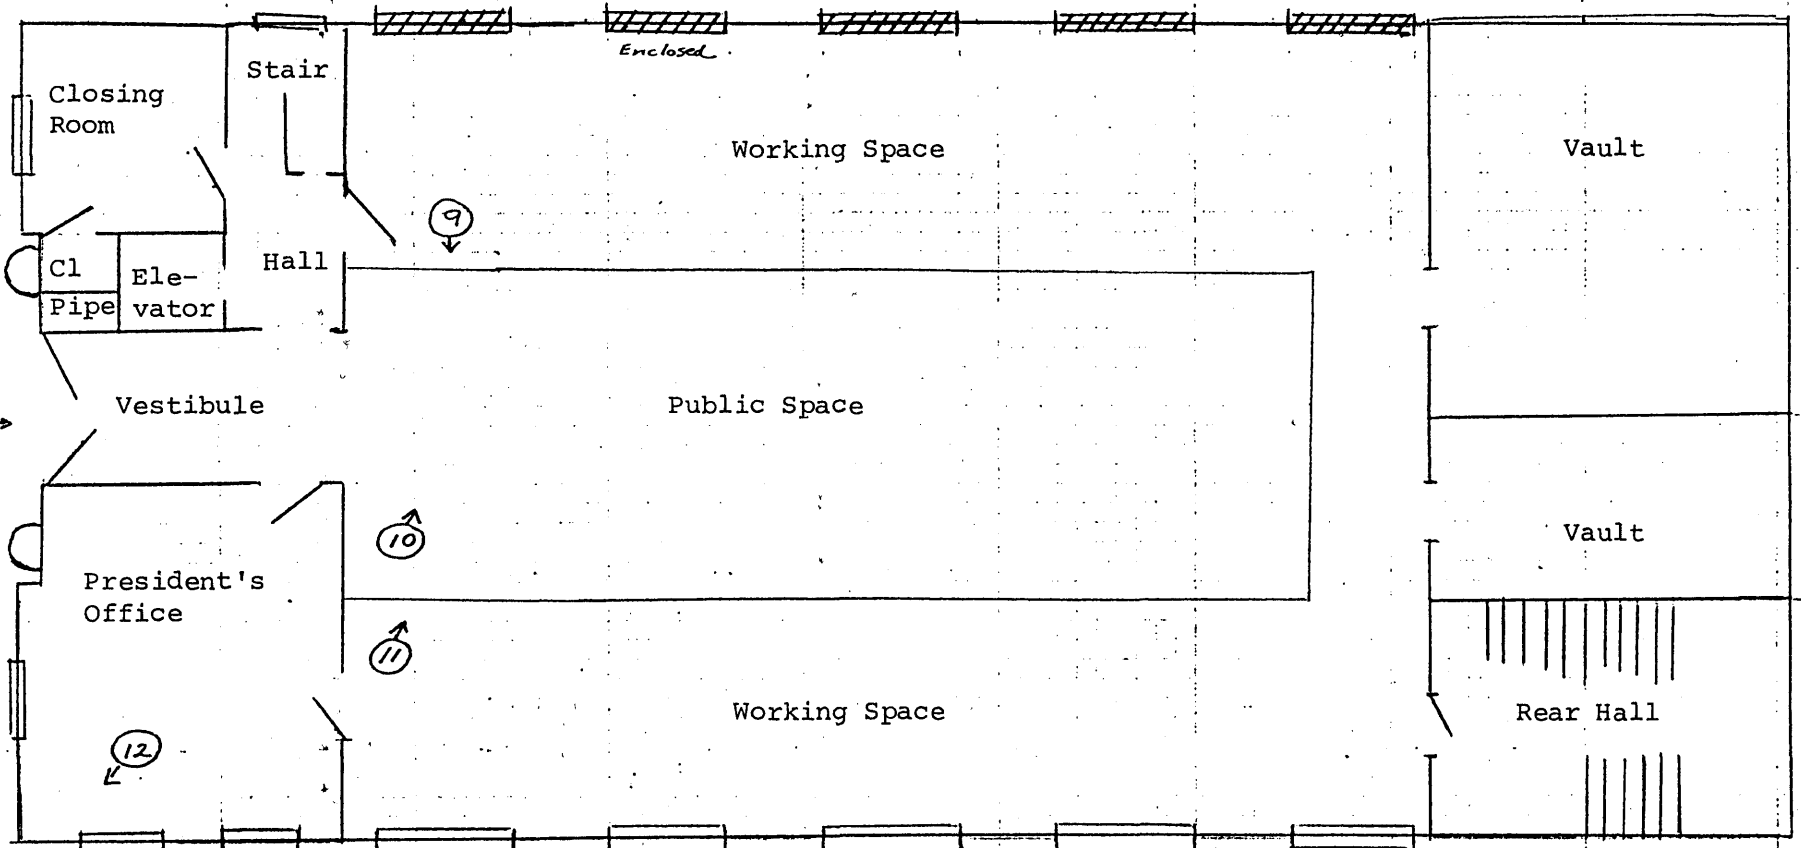 Enclosed
Stair
Closing
Room
Working Space
Vault
9
Hall
Cl
Pipe
Ele-
vator
Vestibule
Public Space
10
Vault
President's
Office
11
Working Space
Rear Hall
12